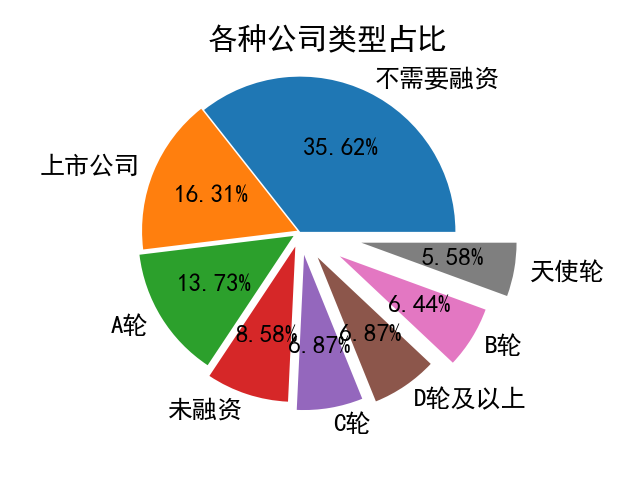 各种公司类型占比
不需要融资
35.62%
上市公司
16.31%
13.73%
A轮
8.58%
未融资
6.87%
C轮
6.87%
D轮及以上
6.44%
B轮
5.58%
天使轮